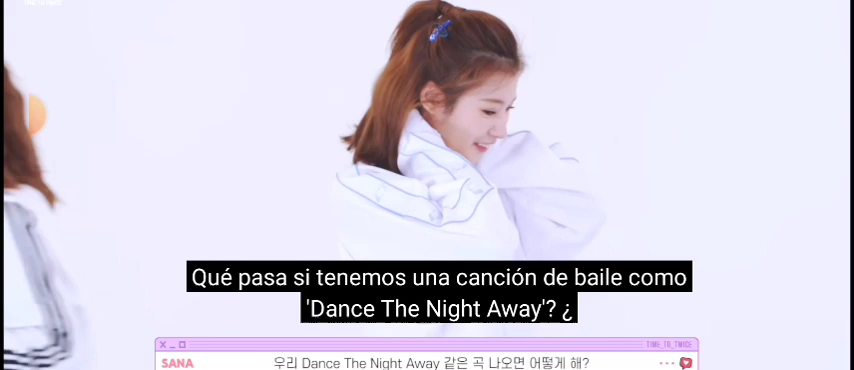 Qué pasa si tenemos una canción de baile como
'Dance The Night Away'? ¿
TIME_TO_TWICE
SANA
우리 Dance The Night Away 같은 곡 나오면 어떻게 해?